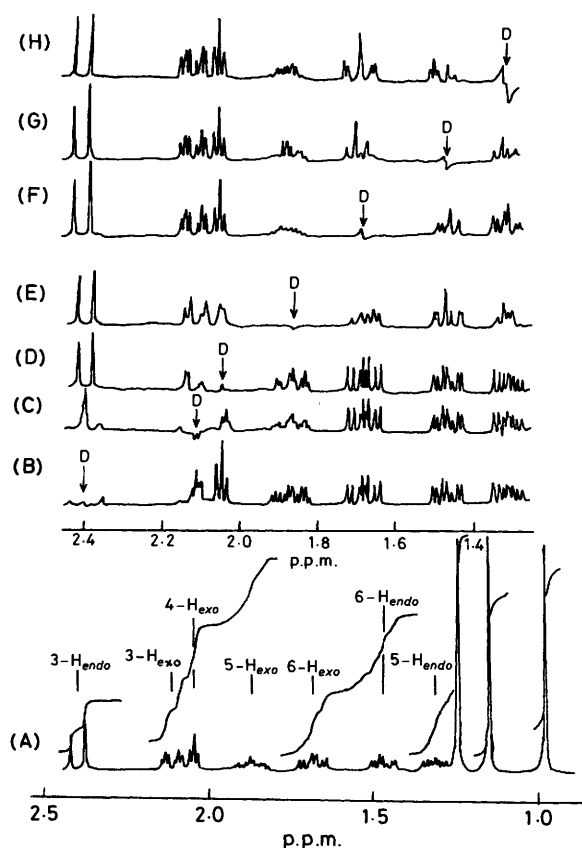 (H)
D
(G)
D
(F)
D
(E)
D
(D)
D
(C)
D
(B)
D
2.4 2.2 2.0 1.8 1.6 1.4
p.p.m.
4-Hexo
6-Hendo
3-Hendo
3-Hexo
5-Hexo
6-Hexo
5-Hendo
(A)
2.5 2.0 1.5 1.0
p.p.m.